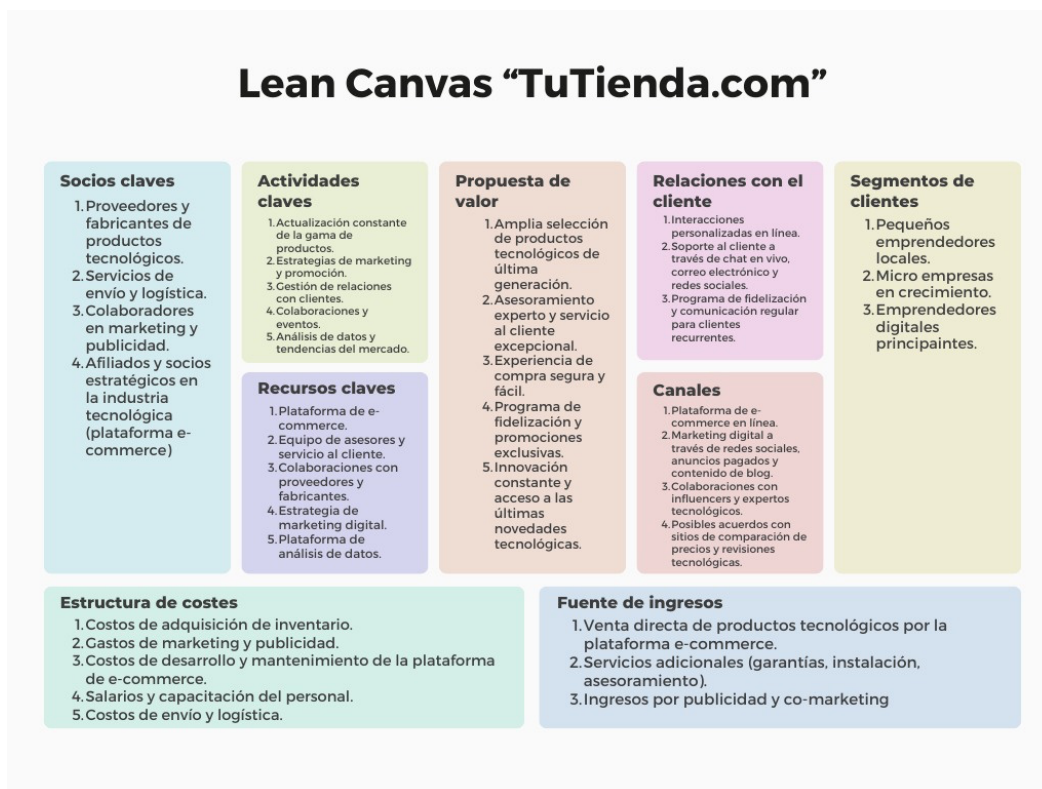 Lean Canvas “TuTienda.com”
Socios claves
1.Proveedores y
fabricantes de
productos
tecnológicos.
2.Servicios de
envío y logística.
3.Colaboradores
en marketing y
publicidad.
4.Afiliados y socios
estratégicos en
la industria
tecnológica
(plataforma e-
commerce)
Actividades
claves
1.Actualización constante
de la gama de
productos.
2.Estrategias de marketing
y promoción.
3.Gestión de relaciones
con clientes.
4.Colaboraciones y
eventos.
5.Análisis de datos y
tendencias del mercado.
Recursos claves
1.Plataforma de e-
commerce.
2.Equipo de asesores y
servicio al cliente.
3.Colaboraciones con
proveedores y
fabricantes.
4.Estrategia de
marketing digital.
5.Plataforma de
análisis de datos.
Propuesta de
valor
1.Amplia selección
de productos
tecnológicos de
última
generación.
2.Asesoramiento
experto y servicio
al cliente
excepcional.
3.Experiencia de
compra segura y
fácil.
4.Programa de
fidelización y
promociones
exclusivas.
5.Innovación
constante y
acceso a las
últimas
novedades
tecnológicas.
Relaciones con el
cliente
1.Interacciones
personalizadas en línea.
2.Soporte al cliente a
través de chat en vivo,
correo electrónico y
redes sociales.
3.Programa de fidelización
y comunicación regular
para clientes
recurrentes.
Canales
1.Plataforma de e-
commerce en línea.
2.Marketing digital a
través de redes sociales,
anuncios pagados y
contenido de blog.
3.Colaboraciones con
influencers y expertos
tecnológicos.
4.Posibles acuerdos con
sitios de comparación de
precios y revisiones
tecnológicas.
Segmentos de
clientes
1.Pequeños
emprendedores
locales.
2.Micro empresas
en crecimiento.
3.Emprendedores
digitales
principaintes.
Estructura de costes
1.Costos de adquisición de inventario.
2.Gastos de marketing y publicidad.
3.Costos de desarrollo y mantenimiento de la plataforma
de e-commerce.
4.Salarios y capacitación del personal.
5.Costos de envío y logística.
Fuente de ingresos
1.Venta directa de productos tecnológicos por la
plataforma e-commerce.
2.Servicios adicionales (garantías, instalación,
asesoramiento).
3.Ingresos por publicidad y co-marketing